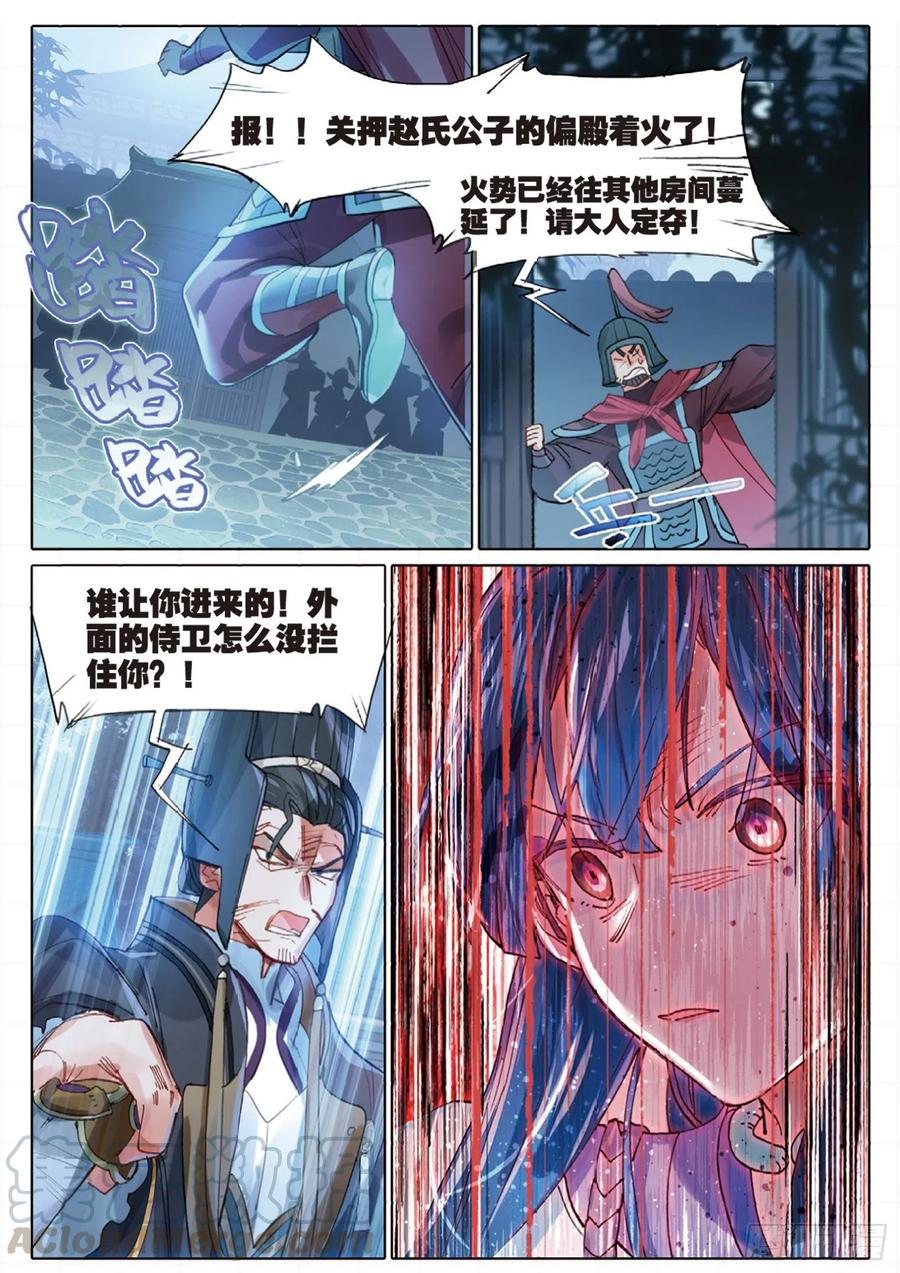 报！！关押赵氏公子的偏殿着火了！
火势已经往其他房间蔓
延了！请大人定夺！
踏
踏
踏
乒—
谁让你进来的！外
面的侍卫怎么没拦
住你？！